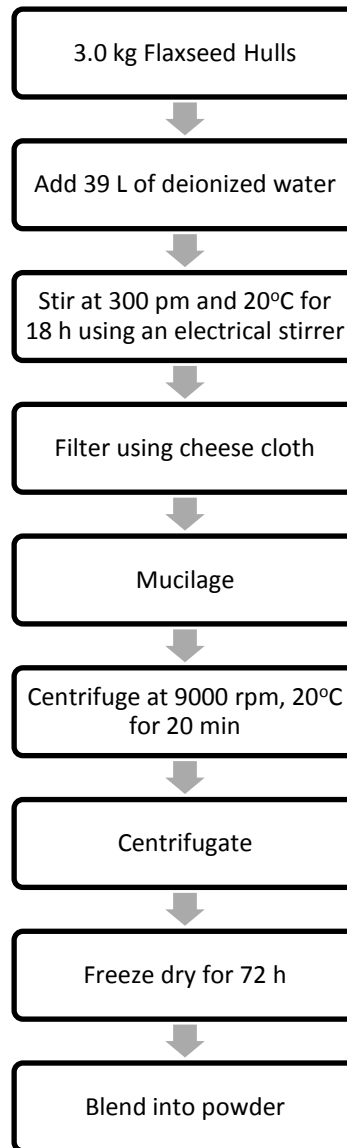 3.0 kg Flaxseed Hulls
Add 39 L of deionized water
Stir at 300 pm and 20°C for
18 h using an electrical stirrer
Filter using cheese cloth
Mucilage
Centrifuge at 9000 rpm, 20°C
for 20 min
Centrifugate
Freeze dry for 72 h
Blend into powder